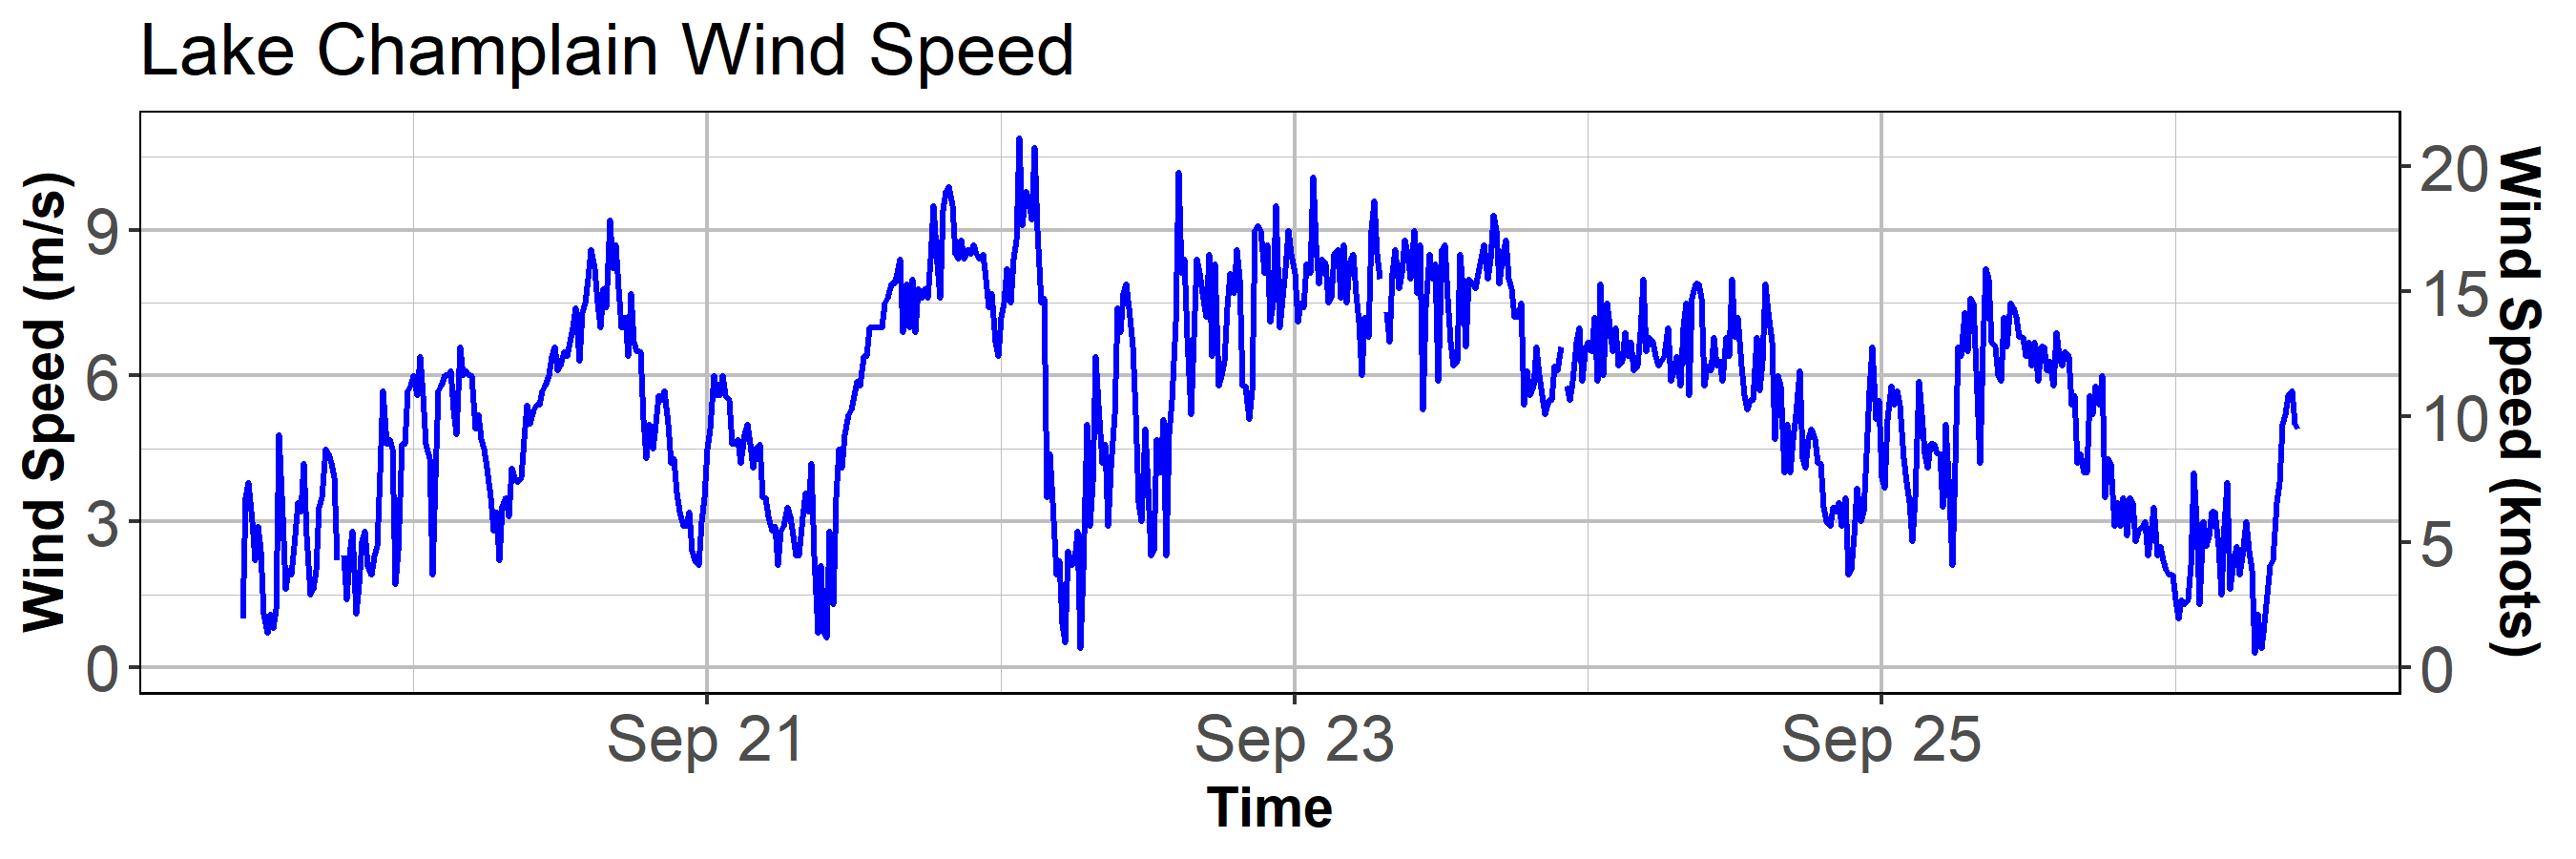 Lake Champlain Wind Speed
Wind Speed (m/s)
9
6
3
0
20
15
10
5
0
Wind Speed (knots)
Sep 21
Sep 23
Sep 25
Time